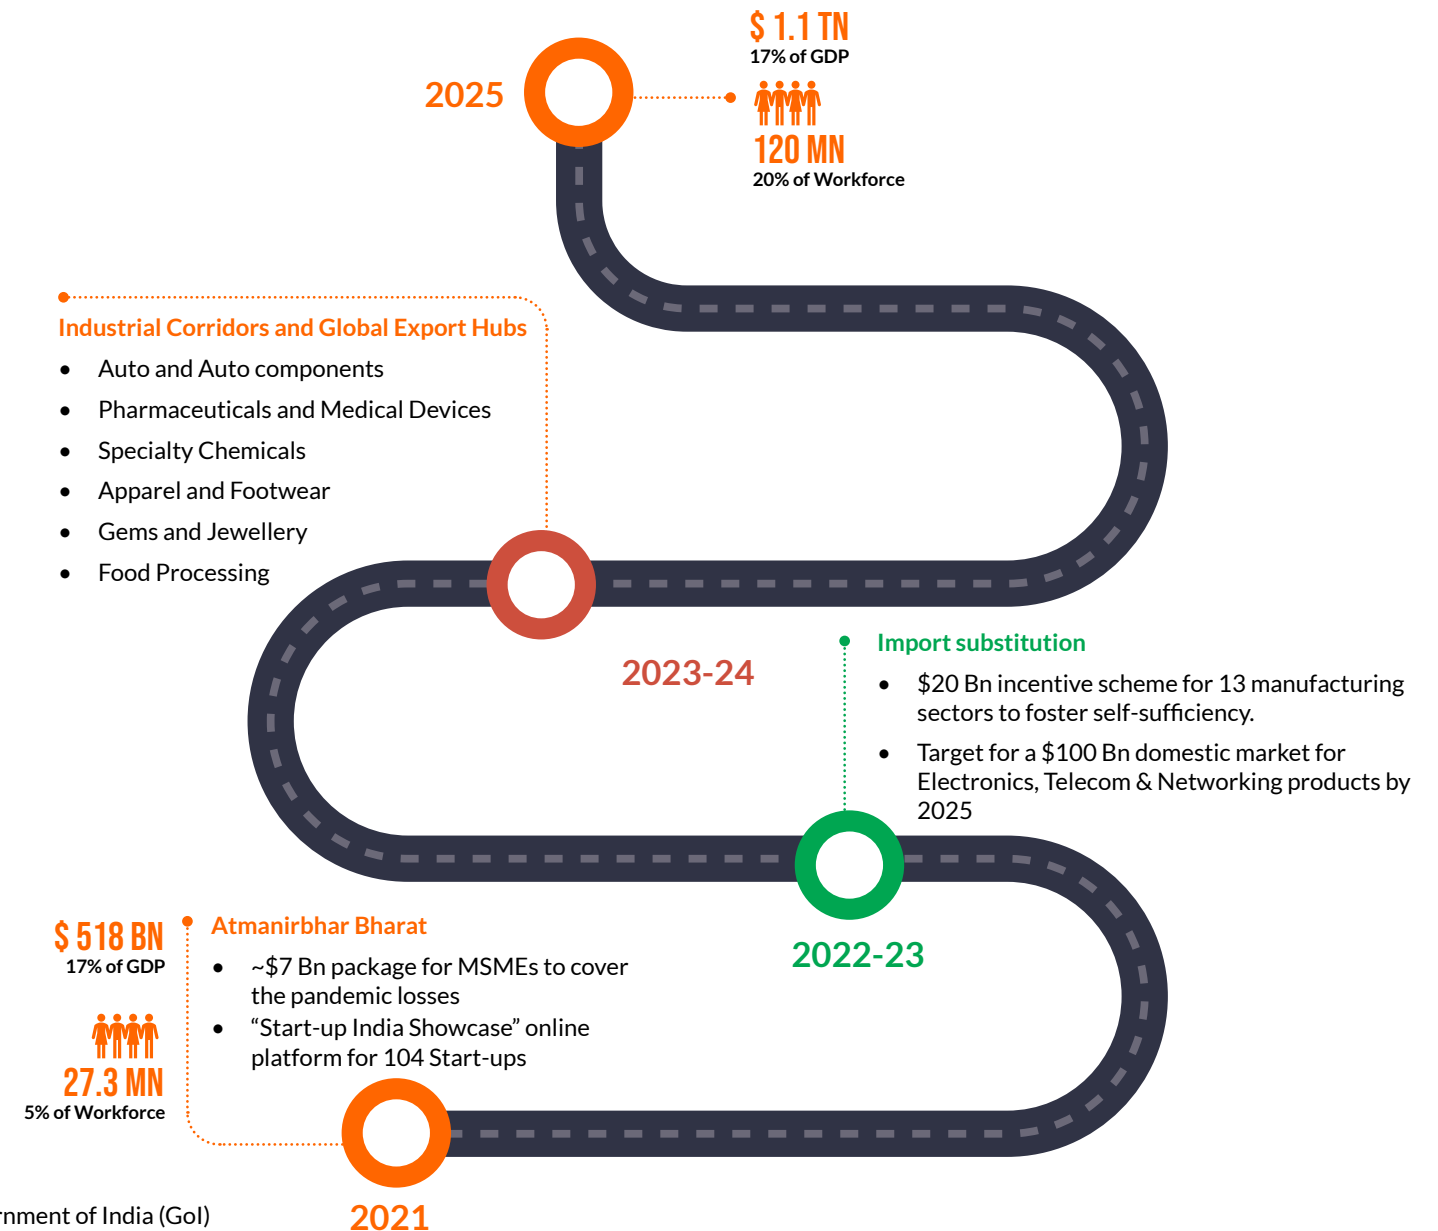 $ 1.1 TN
17% of GDP
2025
120 MN
20% of Workforce
Industrial Corridors and Global Export Hubs
• Auto and Auto components
• Pharmaceuticals and Medical Devices
• Specialty Chemicals
• Apparel and Footwear
• Gems and Jewellery
• Food Processing
2023-24
Import substitution
• $20 Bn incentive scheme for 13 manufacturing
sectors to foster self-sufficiency.
• Target for a $100 Bn domestic market for
Electronics, Telecom & Networking products by
2025
2022-23
$ 518 BN
17% of GDP
27.3 MN
5% of Workforce
Atmanirbhar Bharat
• ~$7 Bn package for MSMEs to cover
the pandemic losses
• “Start-up India Showcase” online
platform for 104 Start-ups
2021
of India (GoI)